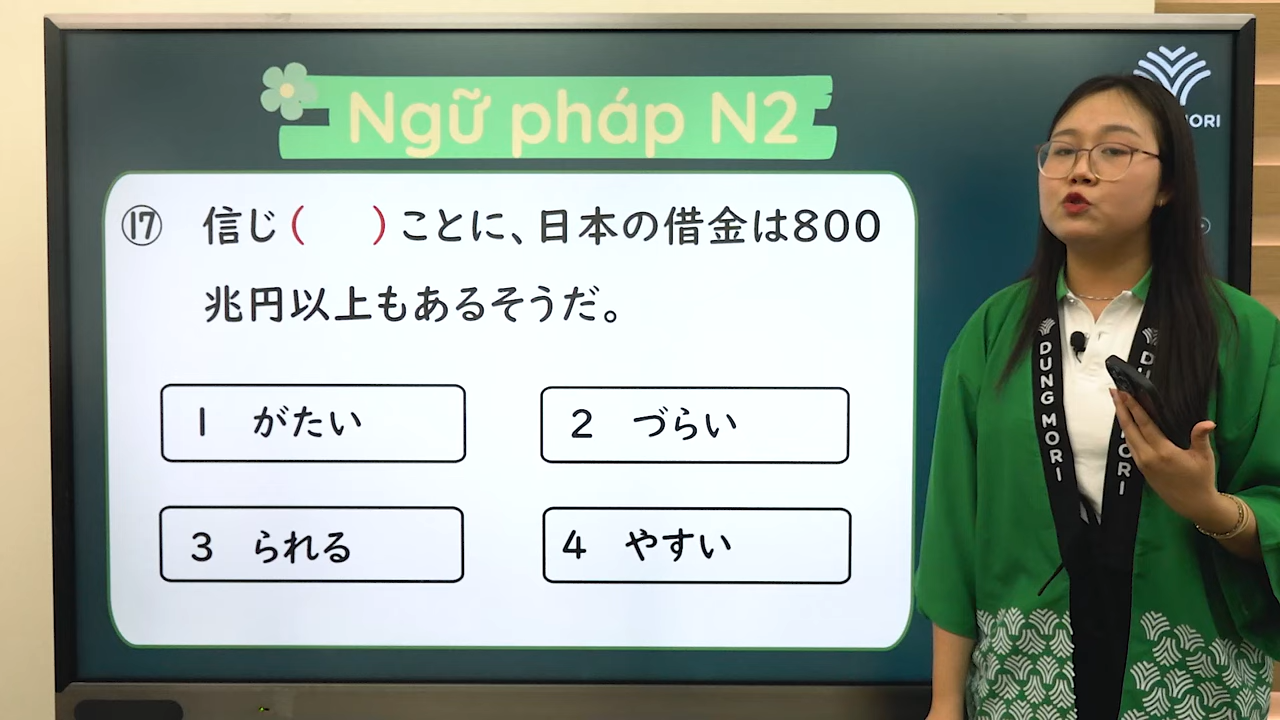 Ngữ pháp N2
MORI
⑰ 信じ( )ことに、日本の借金は800
兆円以上もあるそうだ。
1 がたい
2 づらい
3 られる
4 やすい
DUNG MORI
ORI